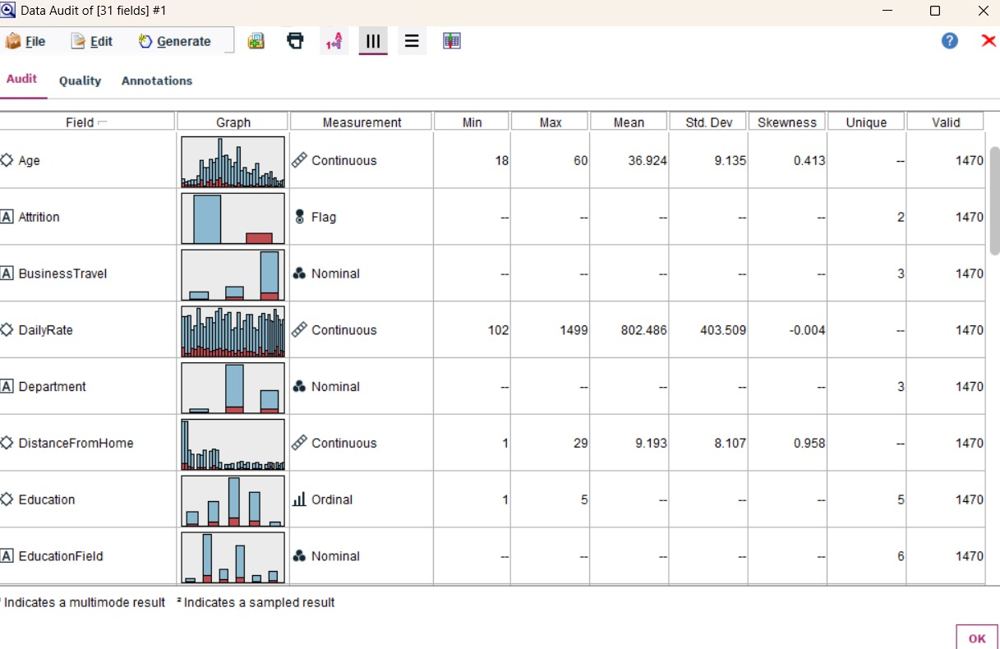 Data Audit of [31 fields] #1
File Edit Generate
Audit Quality Annotations
Field Graph Measurement Min Max Mean Std. Dev Skewness Unique Valid
Age Continuous 18 60 36.924 9.135 0.413 -- 1470
A Attrition Flag -- -- -- -- -- 2 1470
A BusinessTravel Nominal -- -- -- -- -- 3 1470
DailyRate Continuous 102 1499 802.486 403.509 -0.004 -- 1470
A Department Nominal -- -- -- -- -- 3 1470
DistanceFromHome Continuous 1 29 9.193 8.107 0.958 -- 1470
Education Ordinal 1 5 -- -- -- 5 1470
A EducationField Nominal -- -- -- -- -- 6 1470
Indicates a multimode result ² Indicates a sampled result
OK